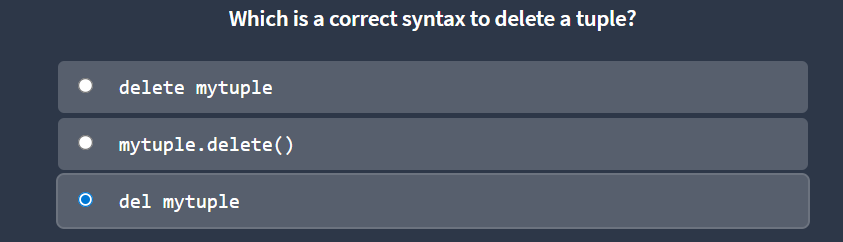 Which is a correct syntax to delete a tuple?
delete mytuple
mytuple.delete()
del mytuple